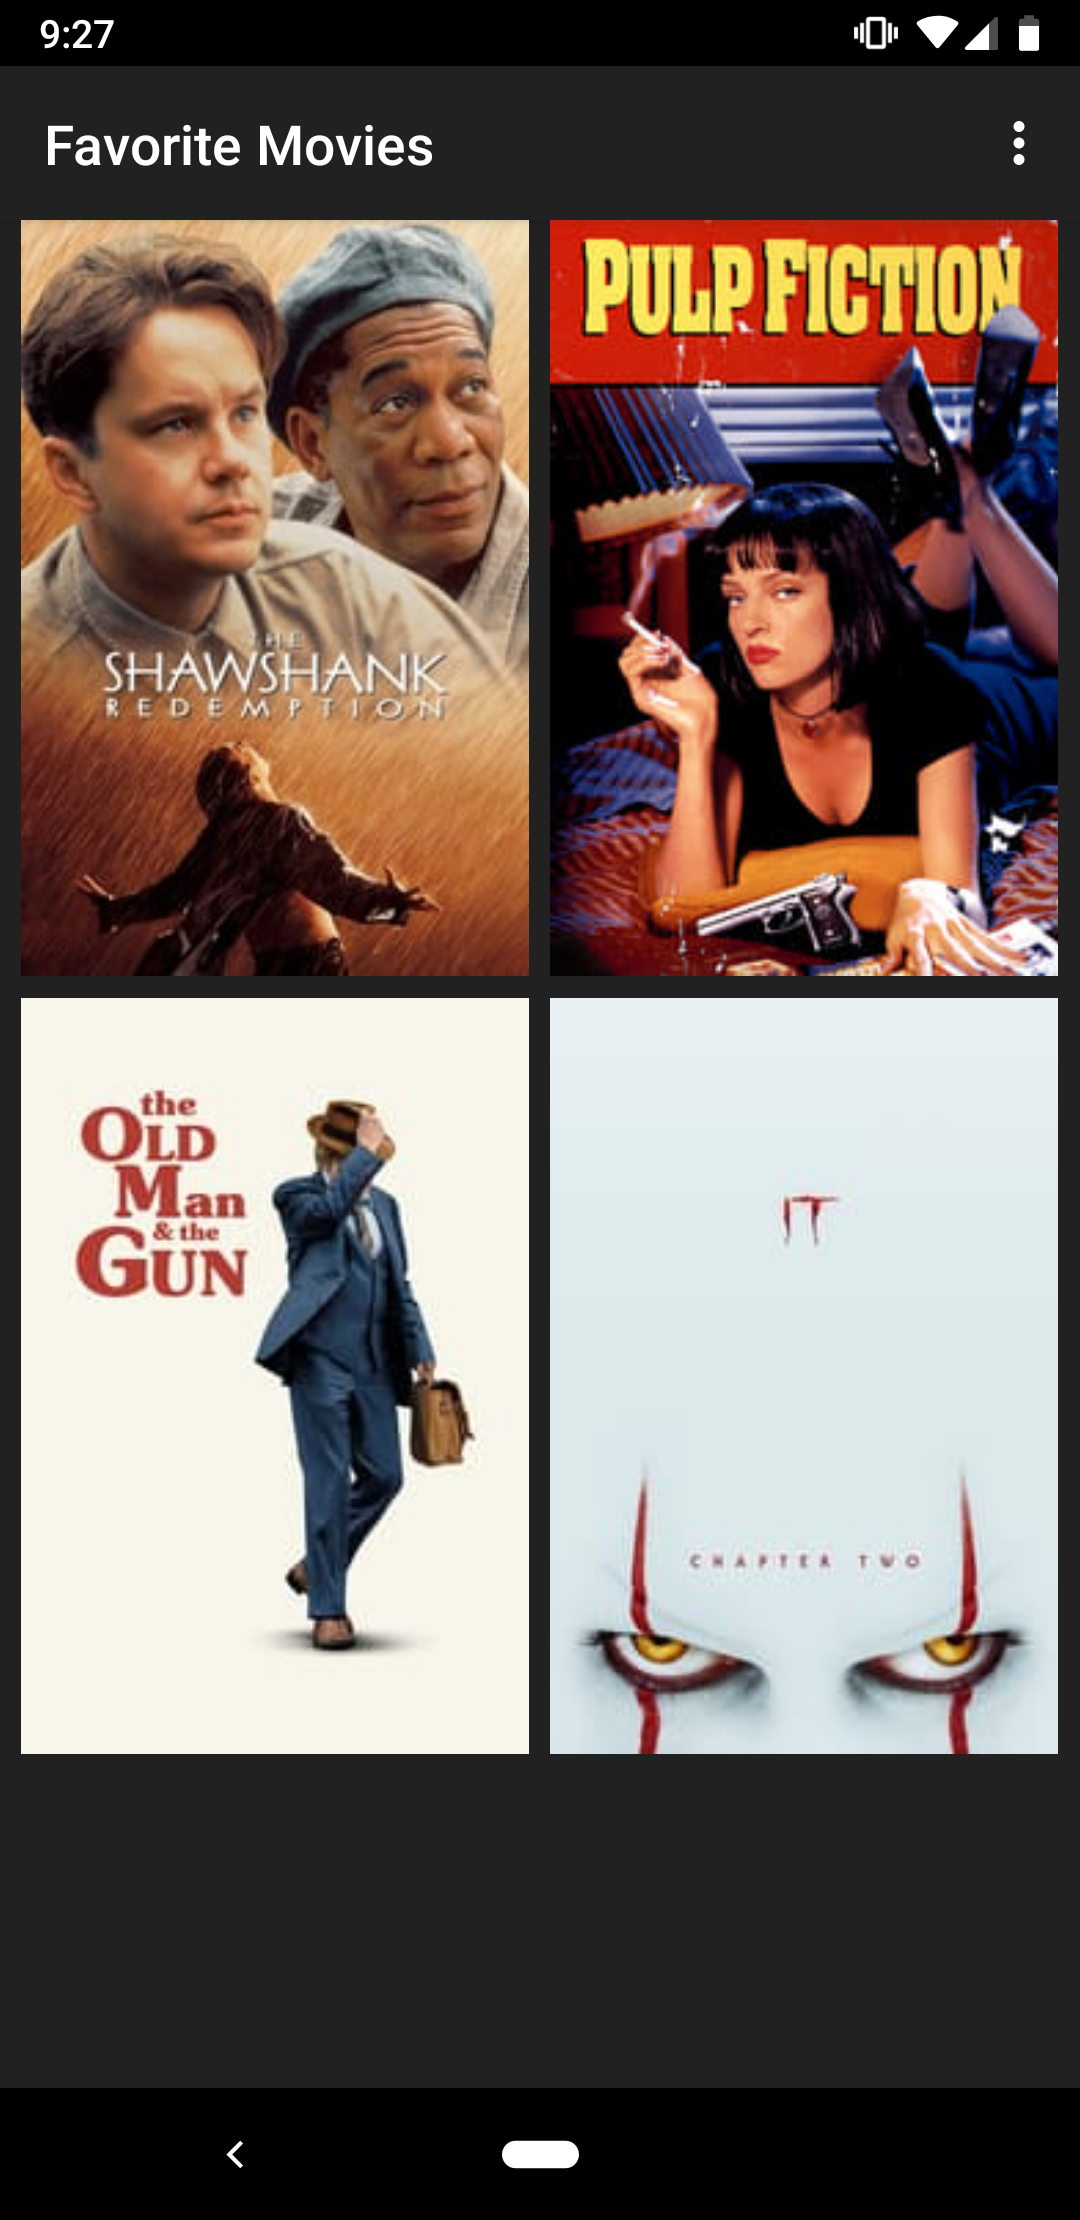 9:27
Favorite Movies
THE
SHAWSHANK
REDEMPTION
PULP FICTION
the
OLD
Man
& the
GUN
IT
CHAPTER TWO